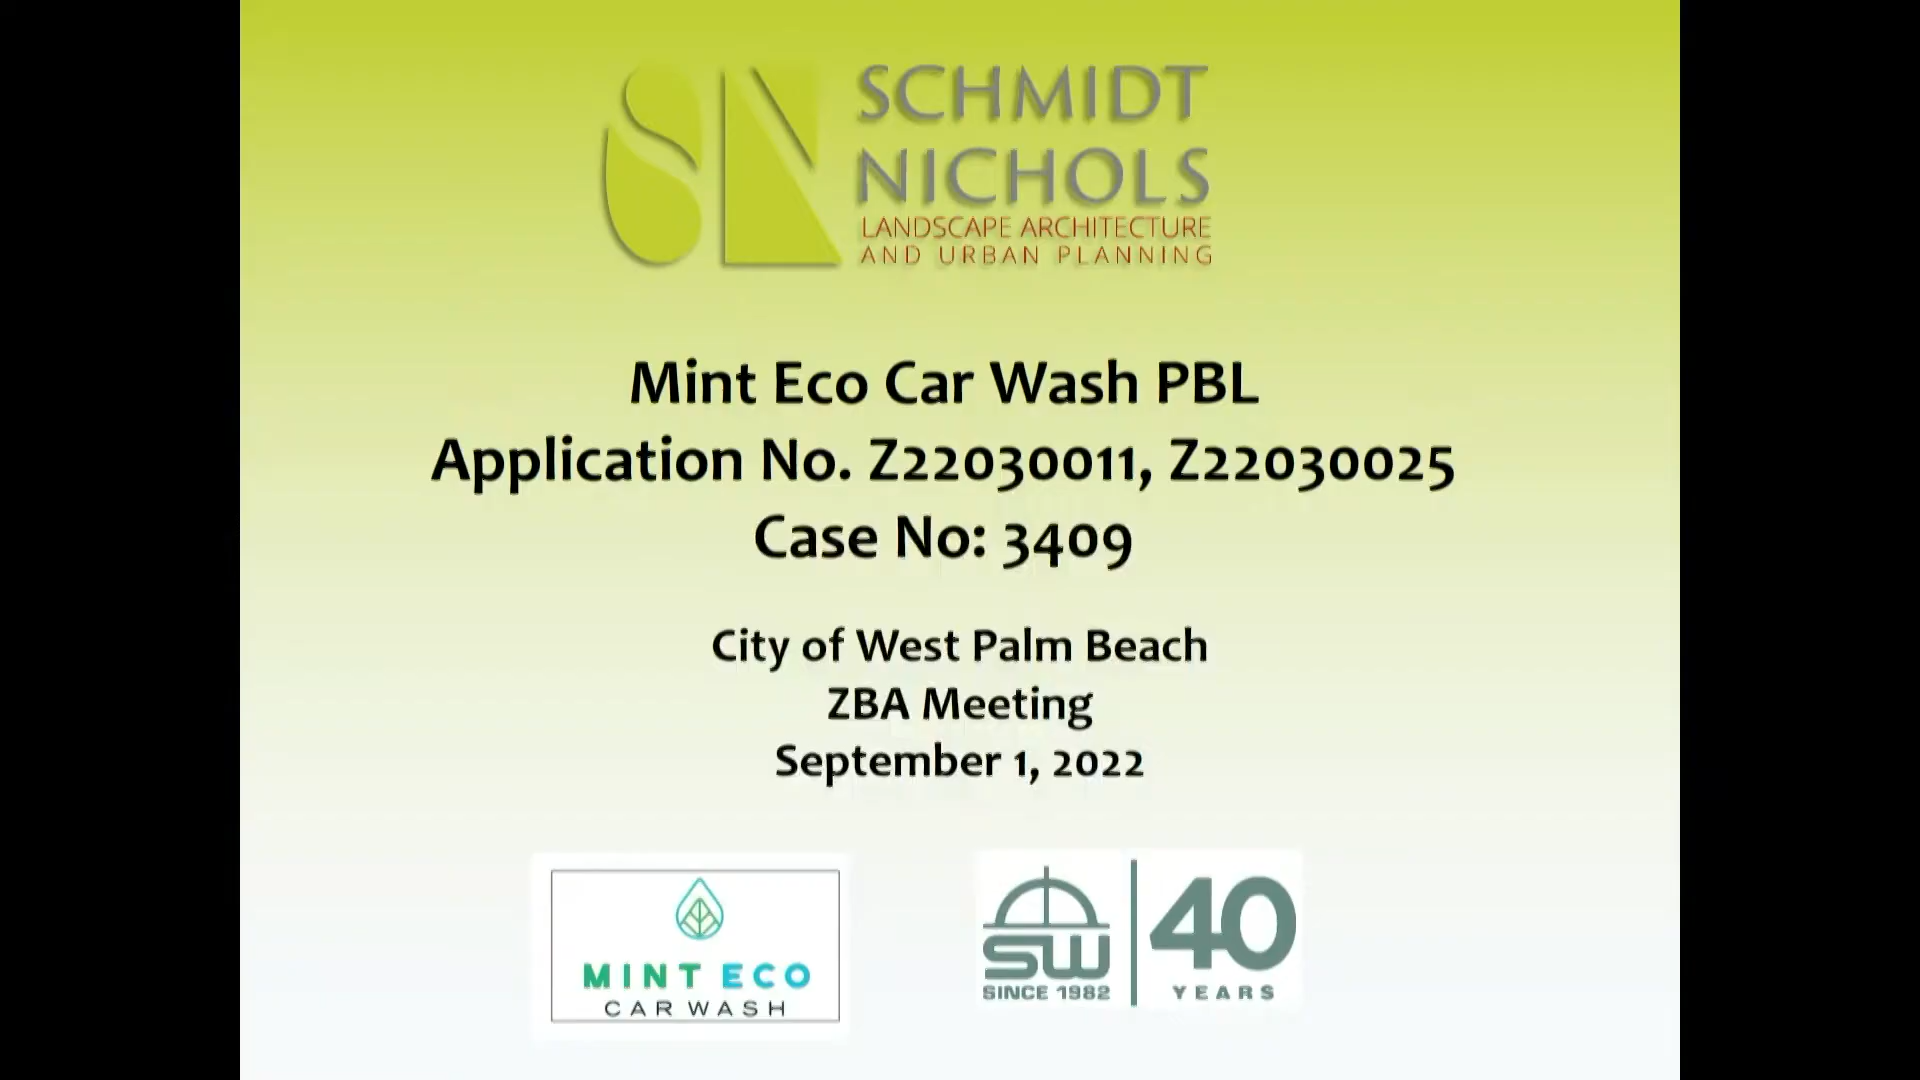 SCHMIDT
NICHOLS
LANDSCAPE ARCHITECTURE
AND URBAN PLANNING
Mint Eco Car Wash PBL
Application No. Z22030011, Z22030025
Case No: 3409
City of West Palm Beach
ZBA Meeting
September 1, 2022
MINT ECO
CAR WASH
SW
SINCE 1982
40
YEARS